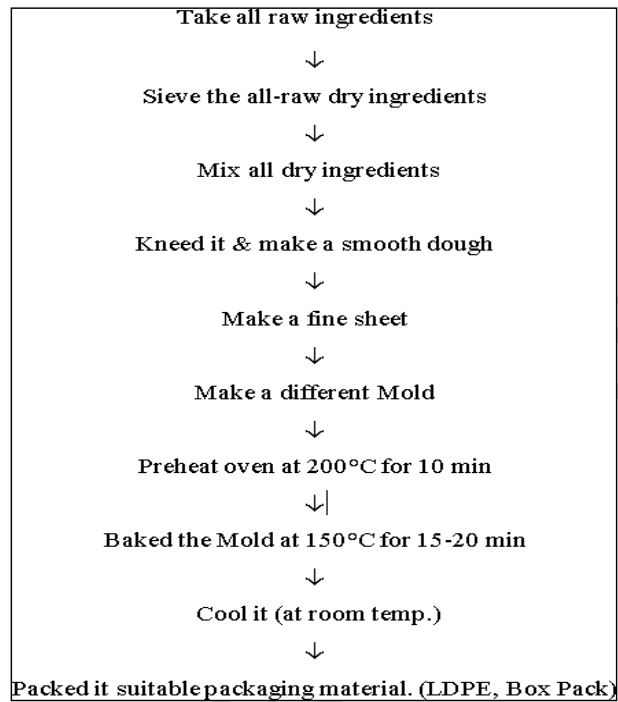 Take all raw ingredients
↓
Sieve the all-raw dry ingredients
↓
Mix all dry ingredients
↓
Kneed it & make a smooth dough
↓
Make a fine sheet
↓
Make a different Mold
↓
Preheat oven at 200°C for 10 min
↓
Baked the Mold at 150°C for 15-20 min
↓
Cool it (at room temp.)
↓
Packed it suitable packaging material. (LDPE, Box Pack)